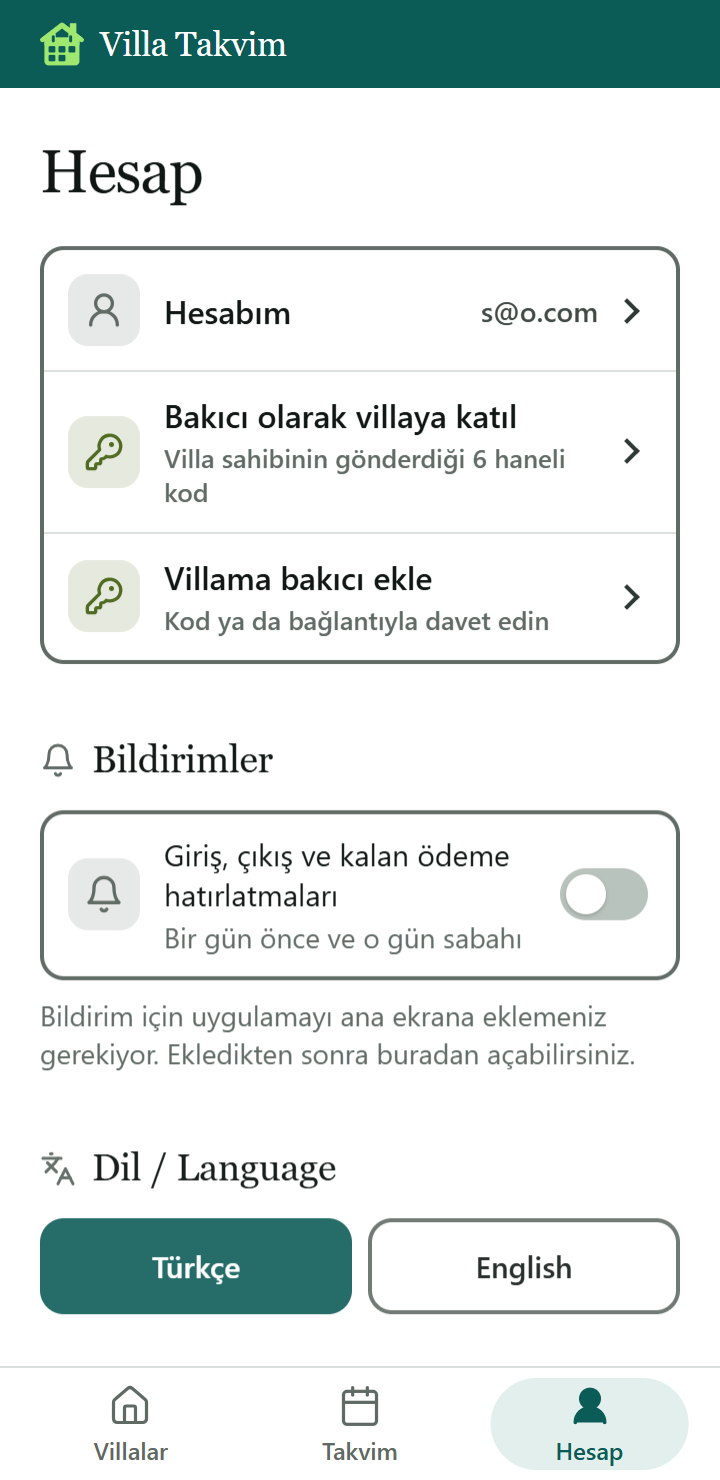 Villa Takvim
Hesap
Hesabım
s@o.com
Bakıcı olarak villaya katıl
Villa sahibinin gönderdiği 6 haneli
kod
Villama bakıcı ekle
Kod ya da bağlantıyla davet edin
Bildirimler
Giriş, çıkış ve kalan ödeme
hatırlatmaları
Bir gün önce ve o gün sabahı
Bildirim için uygulamayı ana ekrana eklemeniz
gerekiyor. Ekledikten sonra buradan açabilirsiniz.
Dil / Language
Türkçe
English
Villalar
Takvim
Hesap